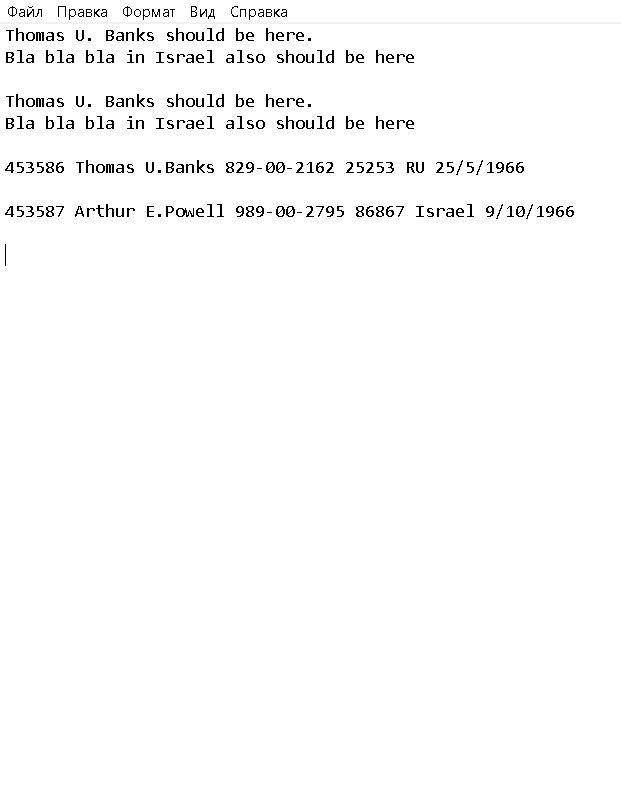 Файл Правка Формат Вид Справка
Thomas U. Banks should be here.
Bla bla bla in Israel also should be here
Thomas U. Banks should be here.
Bla bla bla in Israel also should be here
453586 Thomas U.Banks 829-00-2162 25253 RU 25/5/1966
453587 Arthur E.Powell 989-00-2795 86867 Israel 9/10/1966